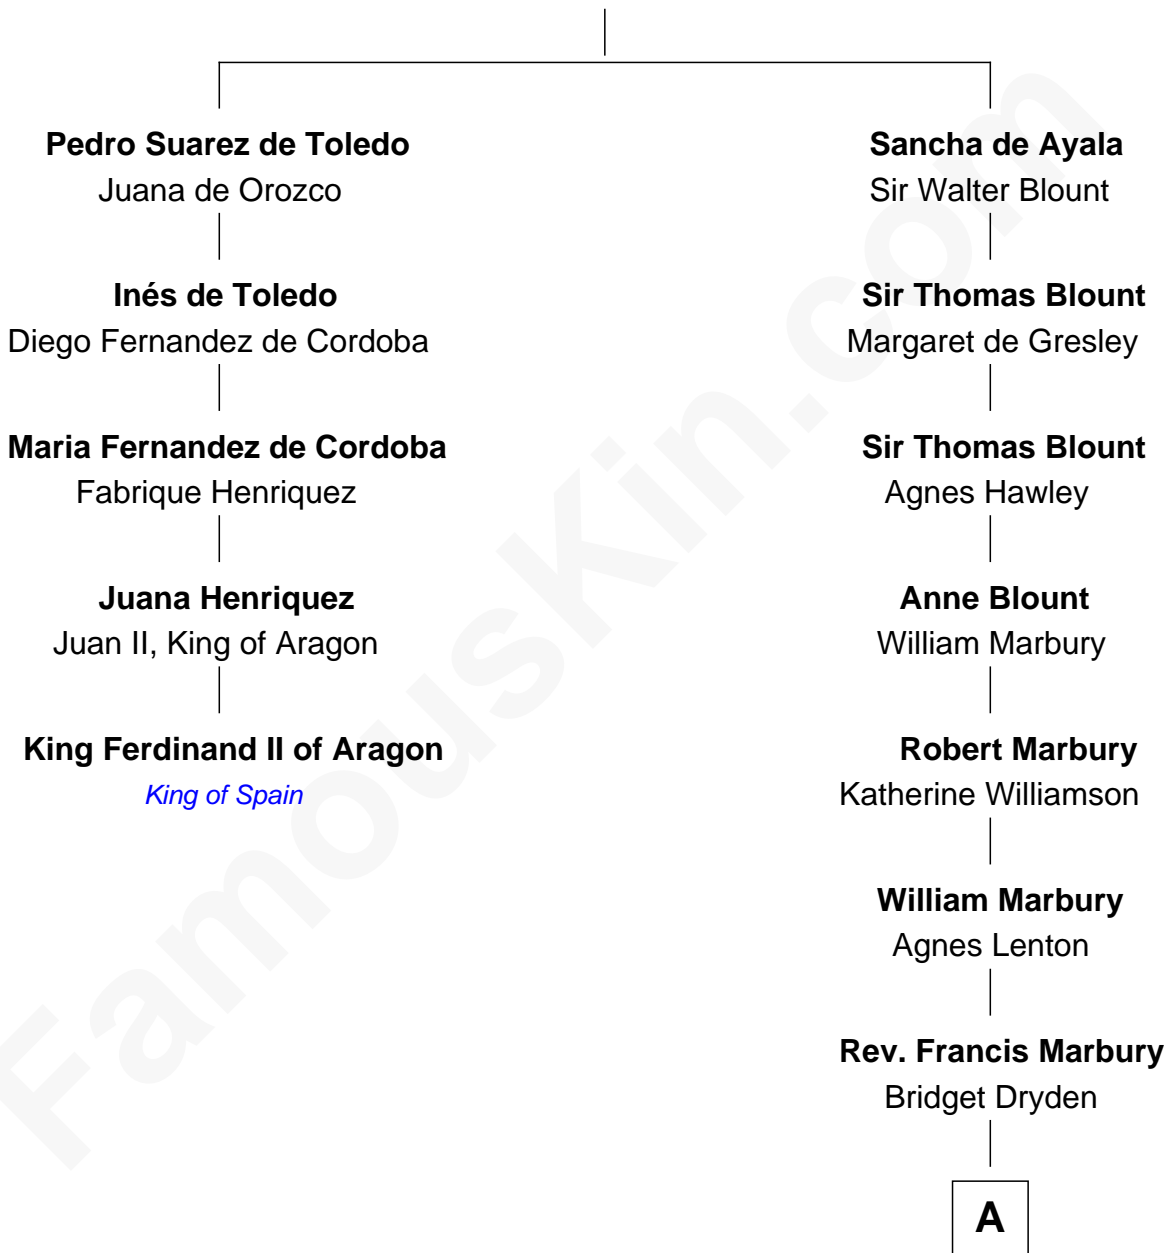 Pedro Suarez de Toledo
Juana de Orozco
Inés de Toledo
Diego Fernandez de Cordoba
Maria Fernandez de Cordoba
Fabrique Henriquez
Juana Henriquez
Juan II, King of Aragon
King Ferdinand II of Aragon
King of Spain
Sancha de Ayala
Sir Walter Blount
Sir Thomas Blount
Margaret de Gresley
Sir Thomas Blount
Agnes Hawley
Anne Blount
William Marbury
Robert Marbury
Katherine Williamson
William Marbury
Agnes Lenton
Rev. Francis Marbury
Bridget Dryden
A
FamousKin.com